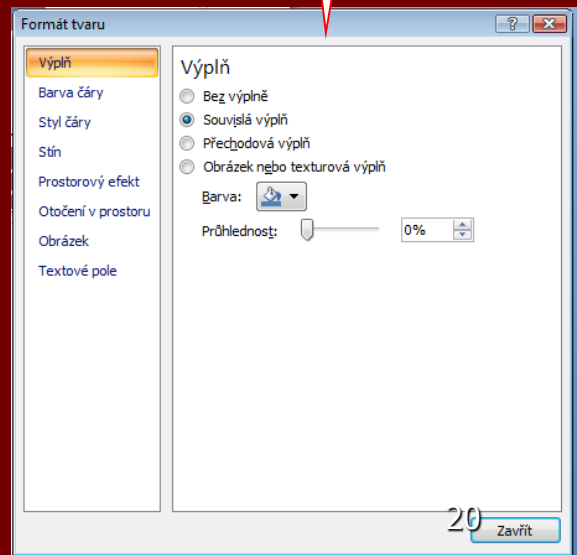 Formát tvaru
Výplň
Barva čáry
Styl čáry
Stín
Prostorový efekt
Otočení v prostoru
Obrázek
Textové pole
Výplň
Bez výplně
Souvislá výplň
Přechodová výplň
Obrázek nebo texturová výplň
Barva:
Průhlednost: 0%
20
Zavřít